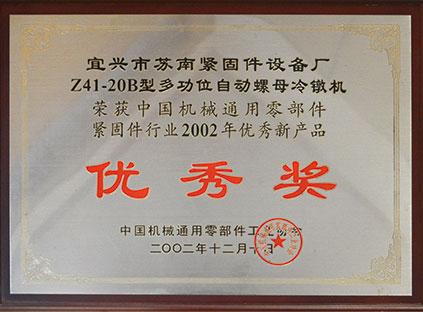 宜兴市苏南紧固件设备厂
Z41-20B型多功位自动螺母冷镦机
荣获中国机械通用零部件
紧固件行业2002年优秀新产品
优秀奖
中国机械通用零部件工业协会
二〇〇二年十二月十日